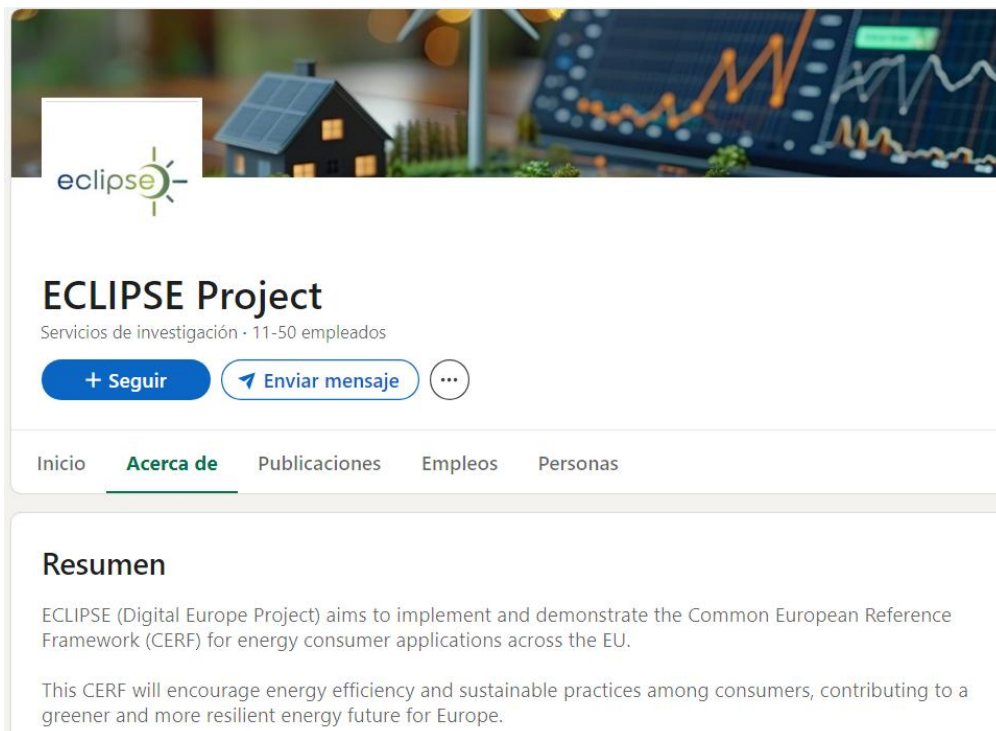 eclipse
ECLIPSE Project
Servicios de investigación · 11-50 empleados
+ Seguir
Enviar mensaje
...
Inicio
Acerca de
Publicaciones
Empleos
Personas
Resumen
ECLIPSE (Digital Europe Project) aims to implement and demonstrate the Common European Reference
Framework (CERF) for energy consumer applications across the EU.
This CERF will encourage energy efficiency and sustainable practices among consumers, contributing to a
greener and more resilient energy future for Europe.